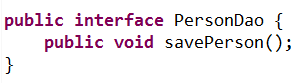 public interface PersonDao {
    public void savePerson();
}